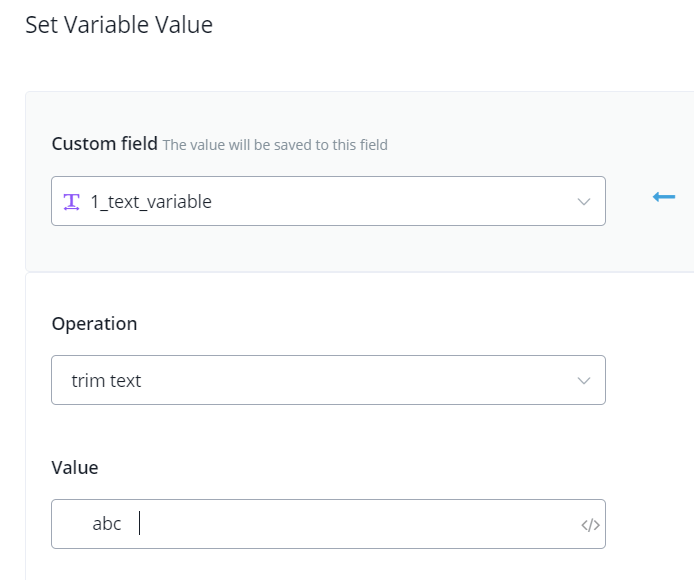 Set Variable Value
Custom field The value will be saved to this field
1_text_variable
Operation
trim text
Value
abc